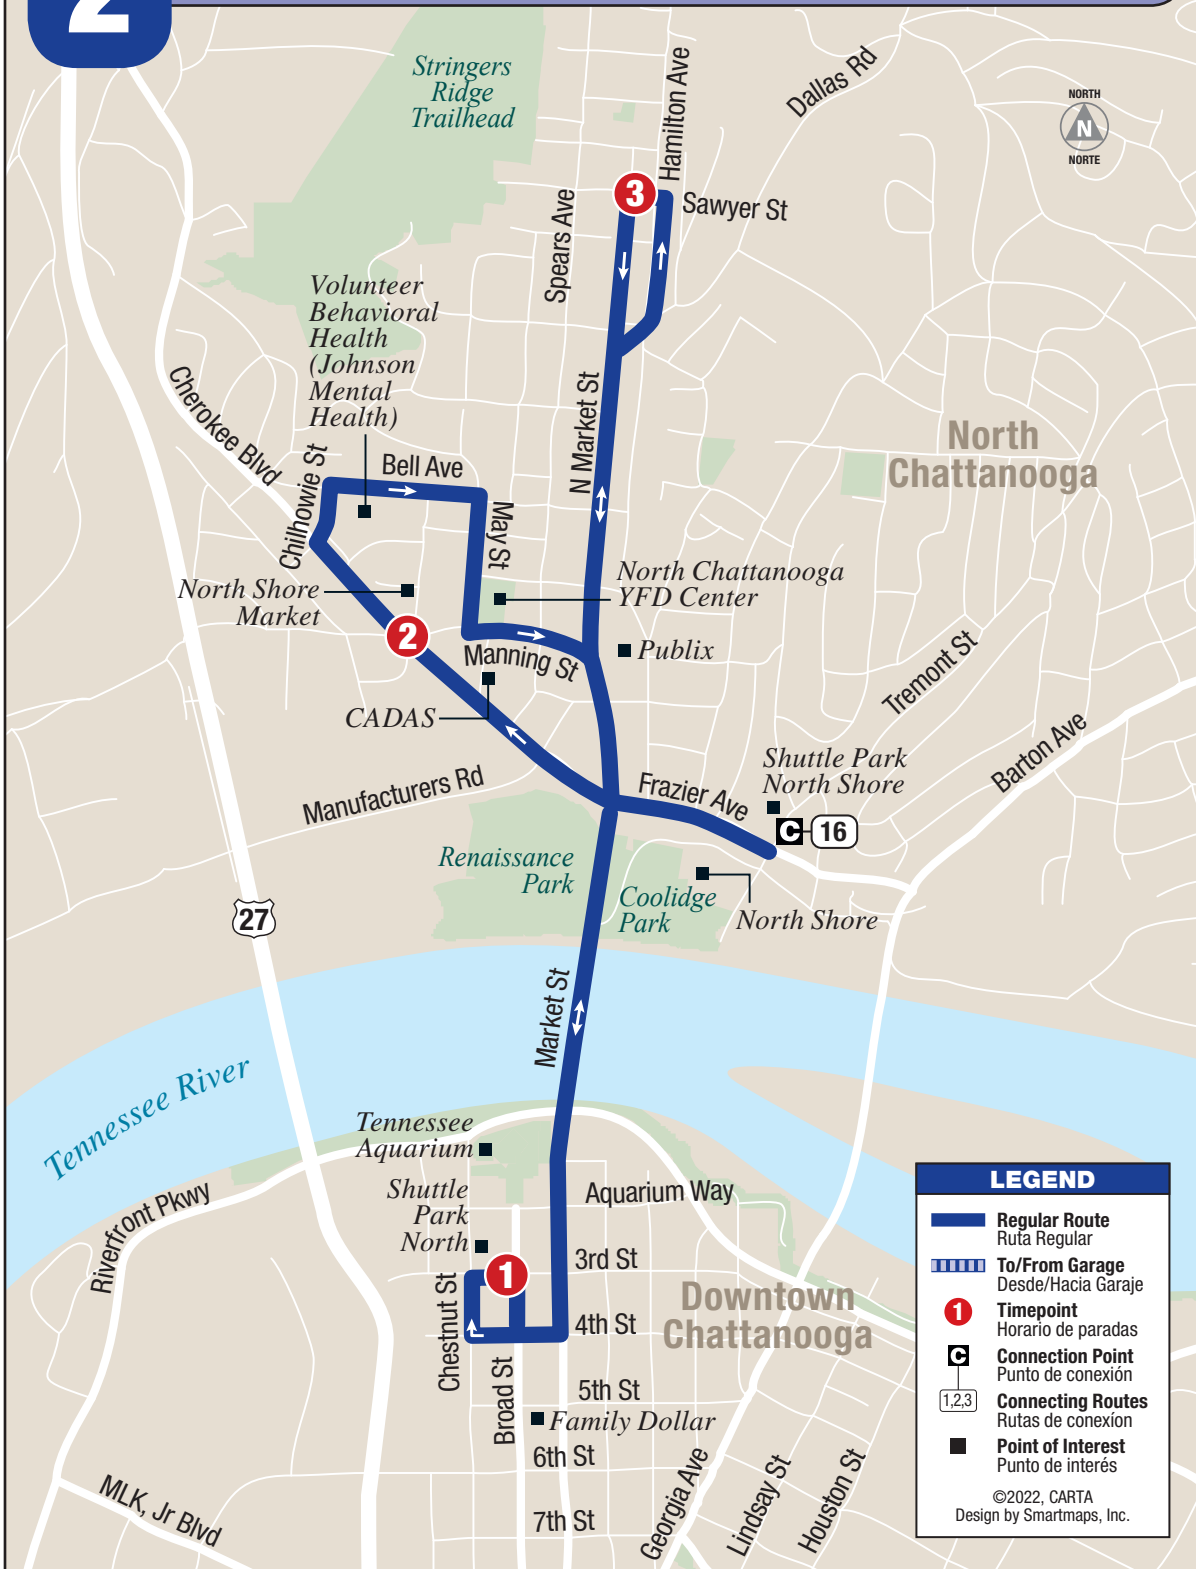 2
Stringers
Ridge
Trailhead
Hamilton Ave
Dallas Rd
NORTH
N
NORTE
3
Sawyer St
Spears Ave
Volunteer
Behavioral
Health
(Johnson
Mental
Health)
Cherokee Blvd
N Market St
North
Chattanooga
Chilhowie St
Bell Ave
May St
North Shore
Market
North Chattanooga
YFD Center
2
Manning St
Publix
CADAS
Tremont St
Barton Ave
Manufacturers Rd
Frazier Ave
Shuttle Park
North Shore
C
16
Renaissance
Park
Coolidge
Park
North Shore
27
Market St
Tennessee River
Tennessee
Aquarium
Riverfront Pkwy
Aquarium Way
Shuttle
Park
North
1
3rd St
Chestnut St
4th St
Downtown
Chattanooga
Broad St
5th St
Family Dollar
6th St
7th St
MLK, Jr Blvd
Georgia Ave
Lindsay St
Houston St
LEGEND
Regular Route
Ruta Regular
To/From Garage
Desde/Hacia Garaje
1
Timepoint
Horario de paradas
C
Connection Point
Punto de conexión
1,2,3
Connecting Routes
Rutas de conexíon
Point of Interest
Punto de interés
©2022, CARTA
Design by Smartmaps, Inc.